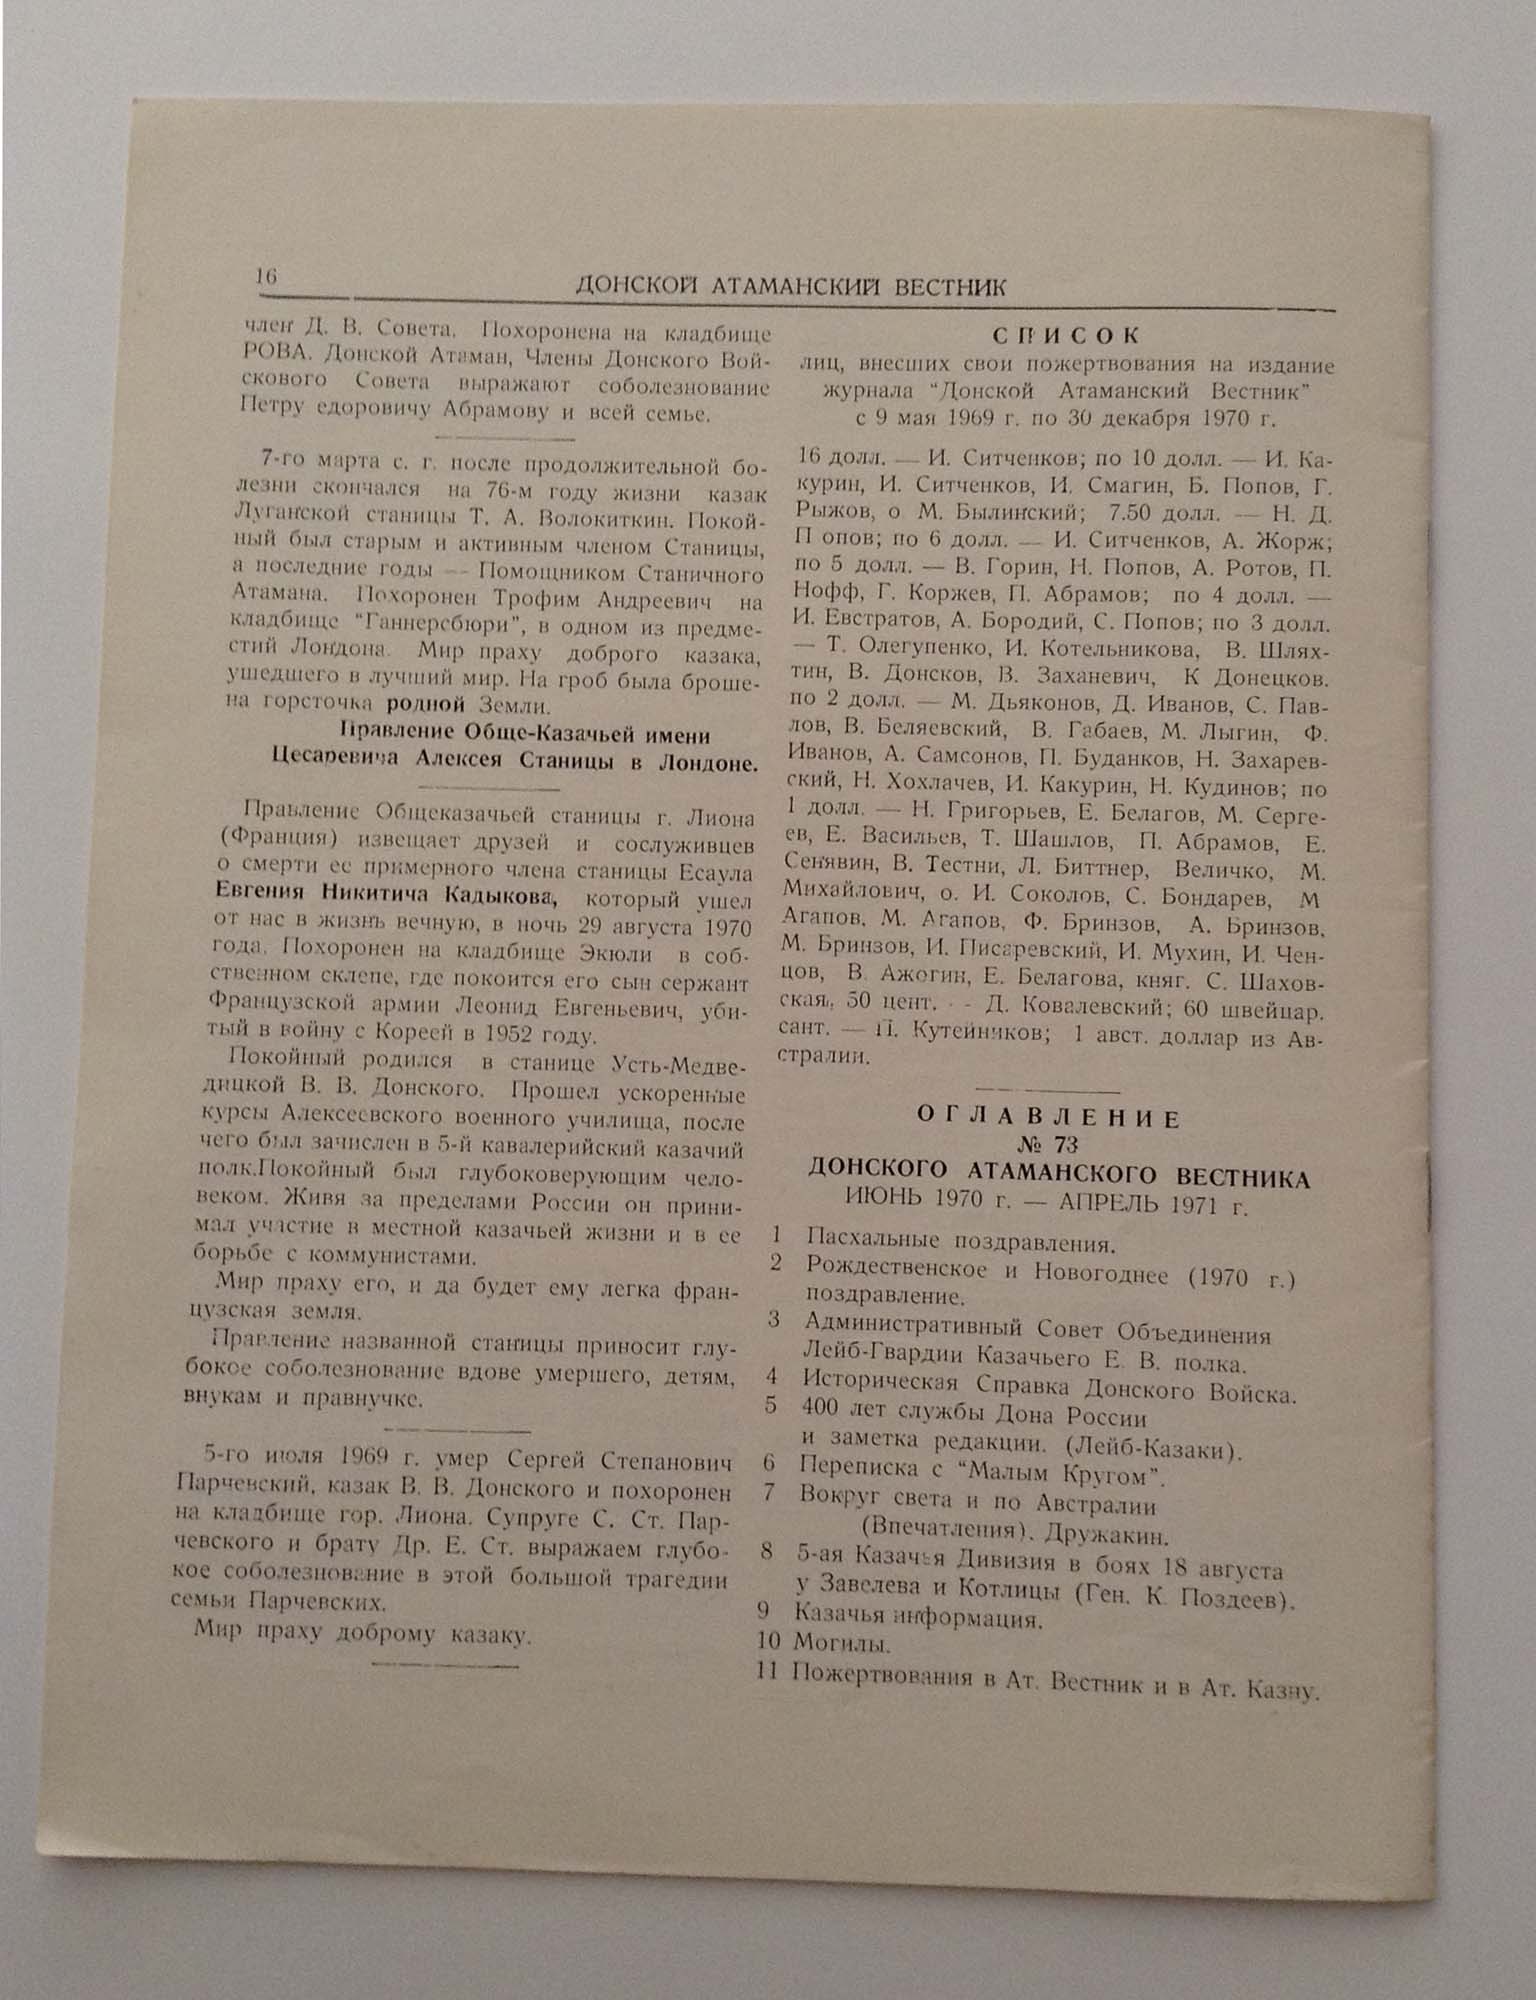 16
ДОНСКОЙ АТАМАНСКИЙ ВЕСТНИК
член Д. В. Совета. Похоронена на кладбище
РОВА. Донской Атаман, Члены Донского Вой-
скового Совета выражают соболезнование
Петру едоровичу Абрамову и всей семье.
7-го марта с. г. после продолжительной бо-
лезни скончался на 76-м году жизни казак
Луганской станицы Т. А. Волокиткин. Покой-
ный был старым и активным членом Станицы,
а последние годы — Помощником Станичного
Атамана. Похоронен Трофим Андреевич на
кладбище "Ганнерсбюри", в одном из предме-
стий Лондона. Мир праху доброго казака,
ушедшего в лучший мир. На гроб была броше-
на горсточка родной Земли.
Правление Обще-Казачьей имени
Цесаревича Алексея Станицы в Лондоне.
Правление Общеказачьей станицы г. Лиона
(Франция) извещает друзей и сослуживцев
о смерти ее примерного члена станицы Есаула
Евгения Никитича Кадыкова, который ушел
от нас в жизнь вечную, в ночь 29 августа 1970
года. Похоронен на кладбище Экюли в соб-
ственном склепе, где покоится его сын сержант
Французской армии Леонид Евгеньевич, уби-
тый в войну с Кореей в 1952 году.
Покойный родился в станице Усть-Медве-
дицкой В. В. Донского. Прошел ускоренные
курсы Алексеевского военного училища, после
чего был зачислен в 5-й кавалерийский казачий
полк.Покойный был глубоковерующим чело-
веком. Живя за пределами России он прини-
мал участие в местной казачьей жизни и в ее
борьбе с коммунистами.
Мир праху его, и да будет ему легка фран-
цузская земля.
Правление названной станицы приносит глу-
бокое соболезнование вдове умершего, детям,
внукам и правнучке.
5-го июля 1969 г. умер Сергей Степанович
Парчевский, казак В. В. Донского и похоронен
на кладбище гор. Лиона. Супруге С. Ст. Пар-
чевского и брату Др. Е. Ст. выражаем глубо-
кое соболезнование в этой большой трагедии
семьи Парчевских.
Мир праху доброму казаку.
СПИСОК
лиц, внесших свои пожертвования на издание
журнала "Донской Атаманский Вестник"
с 9 мая 1969 г. по 30 декабря 1970 г.
16 долл. — И. Ситченков; по 10 долл. — И. Ка-
курин, И. Ситченков, И. Смагин, Б. Попов, Г.
Рыжов, о М. Былинский; 7.50 долл. — Н. Д.
П опов; по 6 долл. — И. Ситченков, А. Жорж;
по 5 долл. — В. Горин, Н. Попов, А. Ротов, П.
Нофф, Г. Коржев, П. Абрамов; по 4 долл. —
И. Евстратов, А. Бородий, С. Попов; по 3 долл.
— Т. Олегупенко, И. Котельникова, В. Шлях-
тин, В. Донсков, В. Заханевич, К Донецков.
по 2 долл. — М. Дьяконов, Д. Иванов, С. Пав-
лов, В. Беляевский, В. Габаев, М. Лыгин, Ф.
Иванов, А. Самсонов, П. Буданков, Н. Захарев-
ский, Н. Хохлачев, И. Какурин, Н. Кудинов; по
1 долл. — Н. Григорьев, Е. Белагов, М. Серге-
ев, Е. Васильев, Т. Шашлов, П. Абрамов, Е.
Сенявин, В. Тестни, Л. Биттнер, Величко, М.
Михайлович, о. И. Соколов, С. Бондарев, М
Агапов, М. Агапов, Ф. Бринзов, А. Бринзов,
М. Бринзов, И. Писаревский, И. Мухин, И. Чен-
цов, В. Ажогин, Е. Белагова, княг. С. Шахов-
ская, 50 цент. — Д. Ковалевский; 60 швейцар.
сант. — П. Кутейников; 1 авст. доллар из Ав-
стралии.
ОГЛАВЛЕНИЕ
№ 73
ДОНСКОГО АТАМАНСКОГО ВЕСТНИКА
ИЮНЬ 1970 г. — АПРЕЛЬ 1971 г.
1 Пасхальные поздравления.
2 Рождественское и Новогоднее (1970 г.)
поздравление.
3 Административный Совет Объединения
Лейб-Гвардии Казачьего Е. В. полка.
4 Историческая Справка Донского Войска.
5 400 лет службы Дона России
и заметка редакции. (Лейб-Казаки).
6 Переписка с "Малым Кругом".
7 Вокруг света и по Австралии
(Впечатления). Дружакин.
8 5-ая Казачья Дивизия в боях 18 августа
у Завелева и Котлицы (Ген. К. Поздеев).
9 Казачья информация.
10 Могилы.
11 Пожертвования в Ат. Вестник и в Ат. Казну.